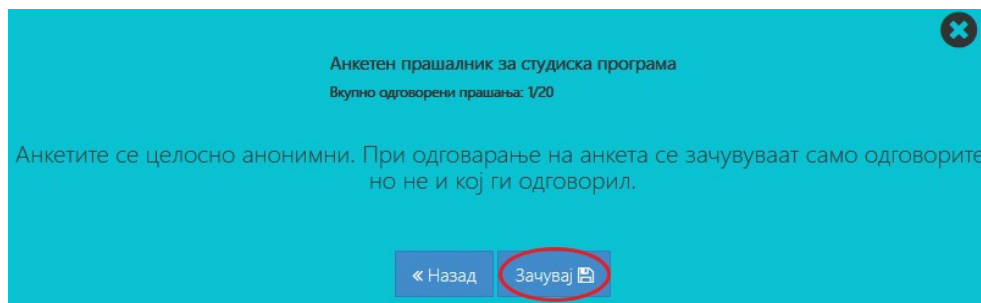 Анкетен прашалник за студиска програма
Вкупно одговорени прашања: 1/20
Анкетите се целосно анонимни. При одговарање на анкета се зачувуваат само одговорите
но не и кој ги одговорил.
« Назад
Зачувај